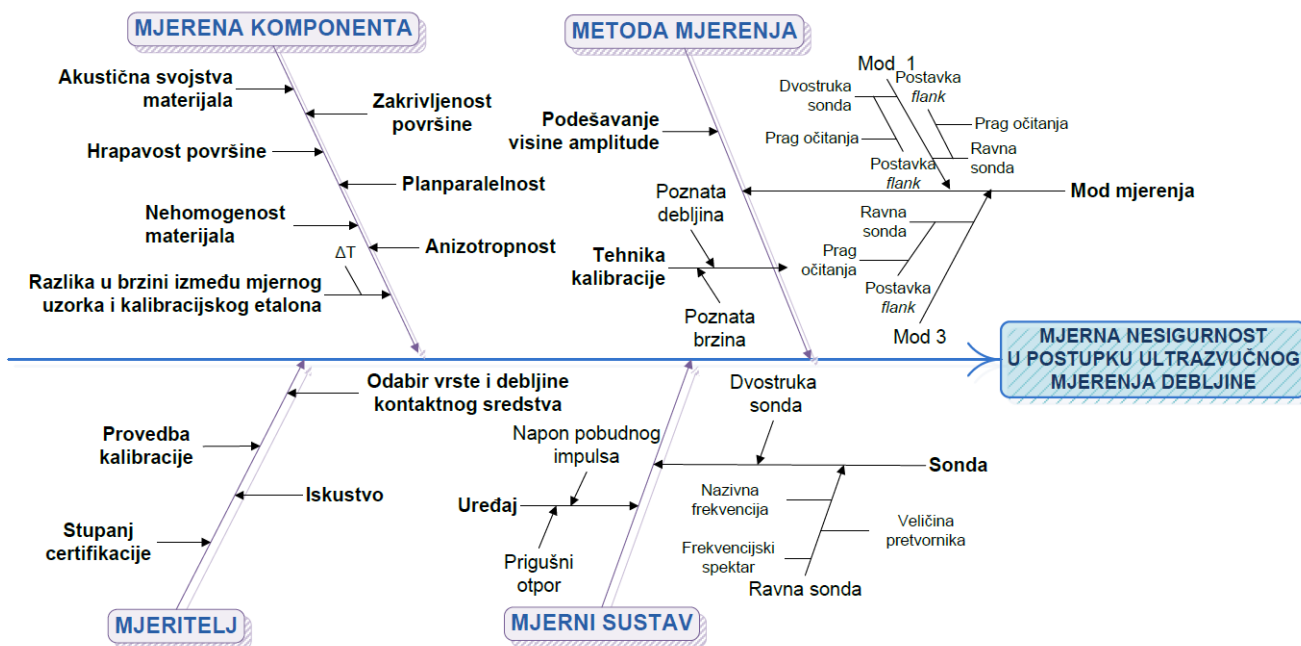 MJERENA KOMPONENTA
METODA MJERENJA
Akustična svojstva
materijala
Zakrivljenost
površine
Hrapavost površine
Planparalelnost
Nehomogenost
materijala
Anizotropnost
ΔT
Razlika u brzini između mjernog
uzorka i kalibracijskog etalona
Podešavanje
visine amplitude
Poznata
debljina
Tehnika
kalibracije
Poznata
brzina
Mod 1
Dvostruka
sonda
Prag očitanja
Postavka
flank
Postavka
flank
Prag očitanja
Ravna
sonda
Mod mjerenja
Ravna
sonda
Prag
očitanja
Postavka
flank
Mod 3
MJERNA NESIGURNOST
U POSTUPKU ULTRAZVUČNOG
MJERENJA DEBLJINE
Odabir vrste i debljine
kontaktnog sredstva
Provedba
kalibracije
Iskustvo
Stupanj
certifikacije
Napon pobudnog
impulsa
Uređaj
Prigušni
otpor
Dvostruka
sonda
Sonda
Nazivna
frekvencija
Veličina
pretvornika
Frekvencijski
spektar
Ravna sonda
MJERITELJ
MJERNI SUSTAV